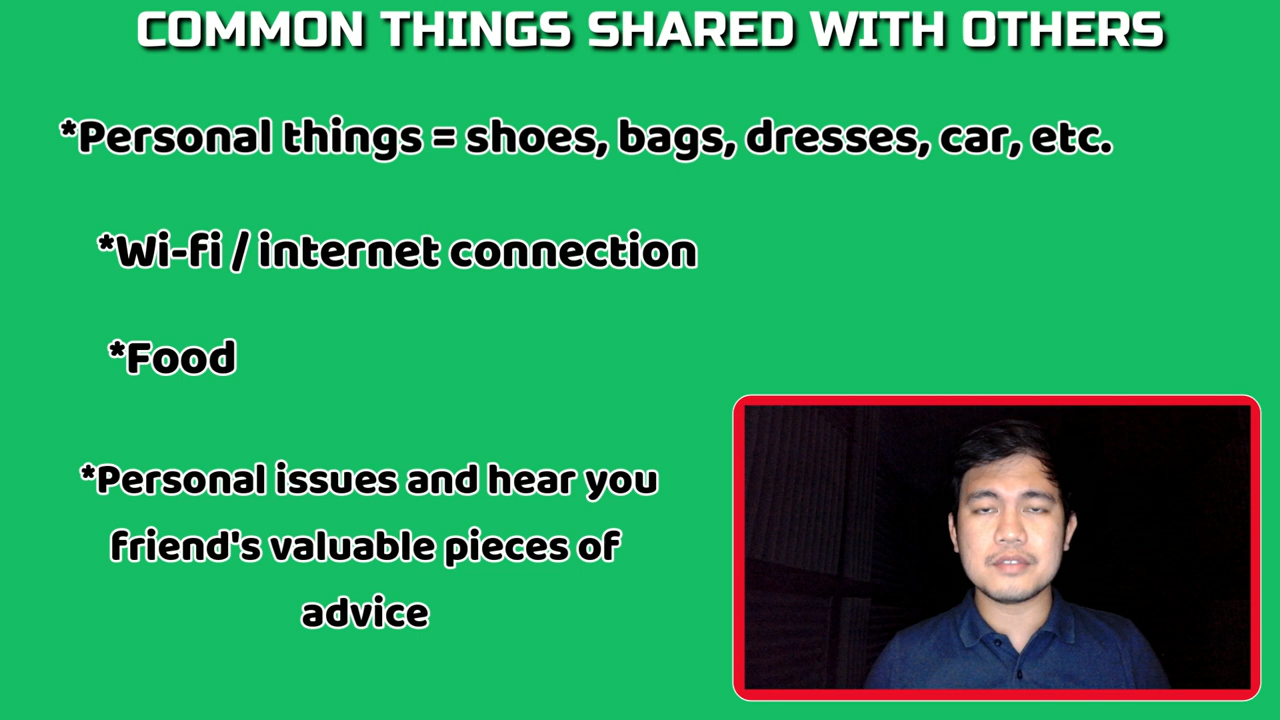 COMMON THINGS SHARED WITH OTHERS
*Personal things = shoes, bags, dresses, car, etc.
*Wi-fi / internet connection
*Food
*Personal issues and hear you
friend's valuable pieces of
advice